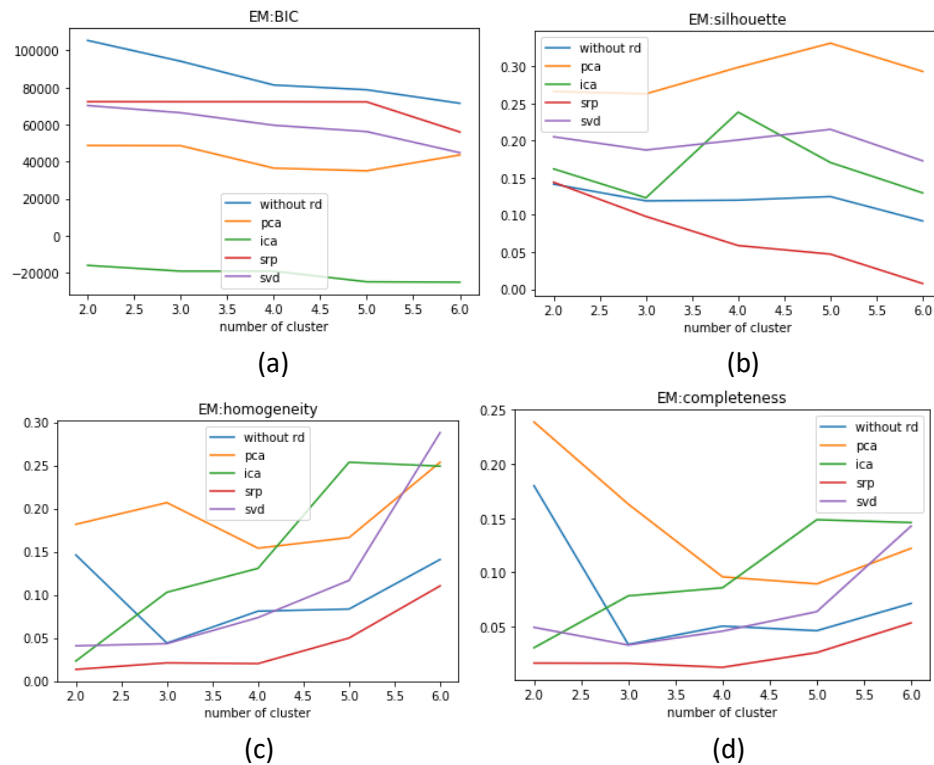 EM:BIC
100000
80000
60000
40000
20000
0
−20000
without rd
pca
ica
srp
svd
2.0 2.5 3.0 3.5 4.0 4.5 5.0 5.5 6.0
number of cluster
(a)
EM:silhouette
0.30
0.25
0.20
0.15
0.10
0.05
0.00
without rd
pca
ica
srp
svd
2.0 2.5 3.0 3.5 4.0 4.5 5.0 5.5 6.0
number of cluster
(b)
EM:homogeneity
0.30
0.25
0.20
0.15
0.10
0.05
0.00
without rd
pca
ica
srp
svd
2.0 2.5 3.0 3.5 4.0 4.5 5.0 5.5 6.0
number of cluster
(c)
EM:completeness
0.25
0.20
0.15
0.10
0.05
without rd
pca
ica
srp
svd
2.0 2.5 3.0 3.5 4.0 4.5 5.0 5.5 6.0
number of cluster
(d)